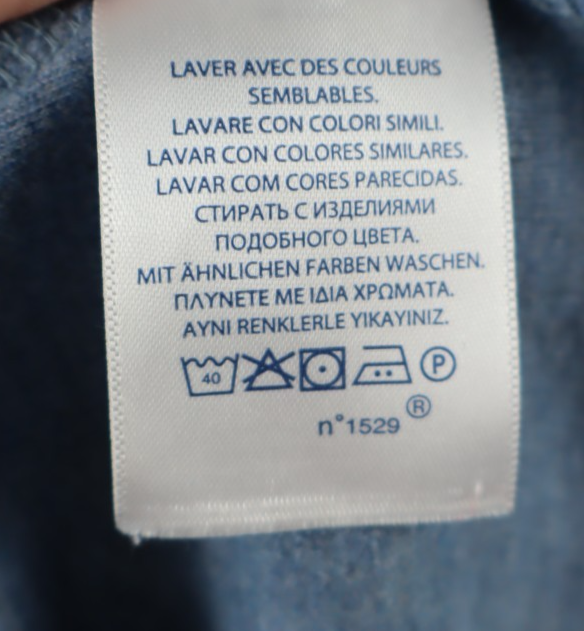 LAVER AVEC DES COULEURS
SEMBLABLES.
LAVARE CON COLORI SIMILI.
LAVAR CON COLORES SIMILARES.
LAVAR COM CORES PARECIDAS.
СТИРАТЬ С ИЗДЕЛИЯМИ
ПОДОБНОГО ЦВЕТА.
MIT ÄHNLICHEN FARBEN WASCHEN.
ΠΛΥΝΕΤΕ ΜΕ ΙΔΙΑ ΧΡΩΜΑΤΑ.
AYNI RENKLERLE YIKAYINIZ.
40 P
n°1529 ®